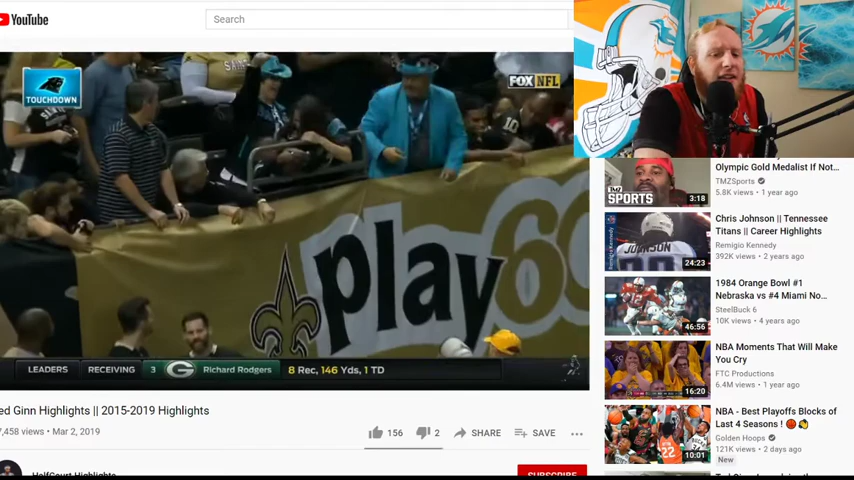 YouTube
Search
TOUCHDOWN
FOX NFL
10
play 60
LEADERS RECEIVING 3 Richard Rodgers 8 Rec, 146 Yds, 1 TD
ed Ginn Highlights || 2015-2019 Highlights
7,458 views • Mar 2, 2019
156 2 SHARE SAVE ...
HalfCourt Highlights
SUBSCRIBE
TMZ
SPORTS
3:18
Olympic Gold Medalist If Not...
TMZSports
5.8K views • 1 year ago
JOHNSON
24:23
Chris Johnson || Tennessee
Titans || Career Highlights
Remigio Kennedy
392K views • 2 years ago
46:56
1984 Orange Bowl #1
Nebraska vs #4 Miami No...
SteelBuck 6
10K views • 4 years ago
16:20
NBA Moments That Will Make
You Cry
FTC Productions
6.4M views • 1 year ago
22
10:01
NBA - Best Playoffs Blocks of
Last 4 Seasons !
Golden Hoops
121K views • 2 days ago
New